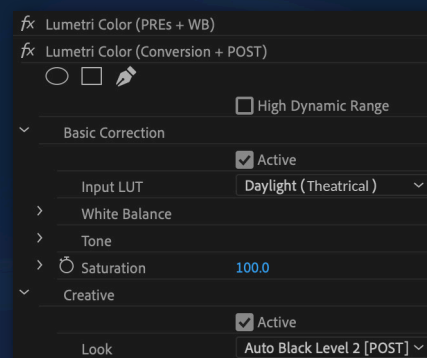 fx Lumetri Color (PREs + WB)
fx Lumetri Color (Conversion + POST)
High Dynamic Range
Basic Correction
Active
Input LUT Daylight (Theatrical)
White Balance
Tone
Saturation 100.0
Creative
Active
Look Auto Black Level 2 [POST]